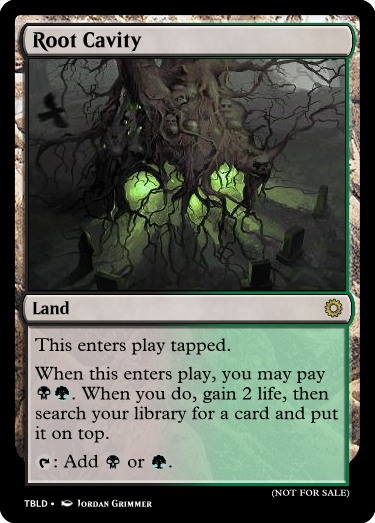 Root Cavity
Land
This enters play tapped.
When this enters play, you may pay
. When you do, gain 2 life, then
search your library for a card and put
it on top.
: Add or .
(NOT FOR SALE)
TBLD • Jordan Grimmer